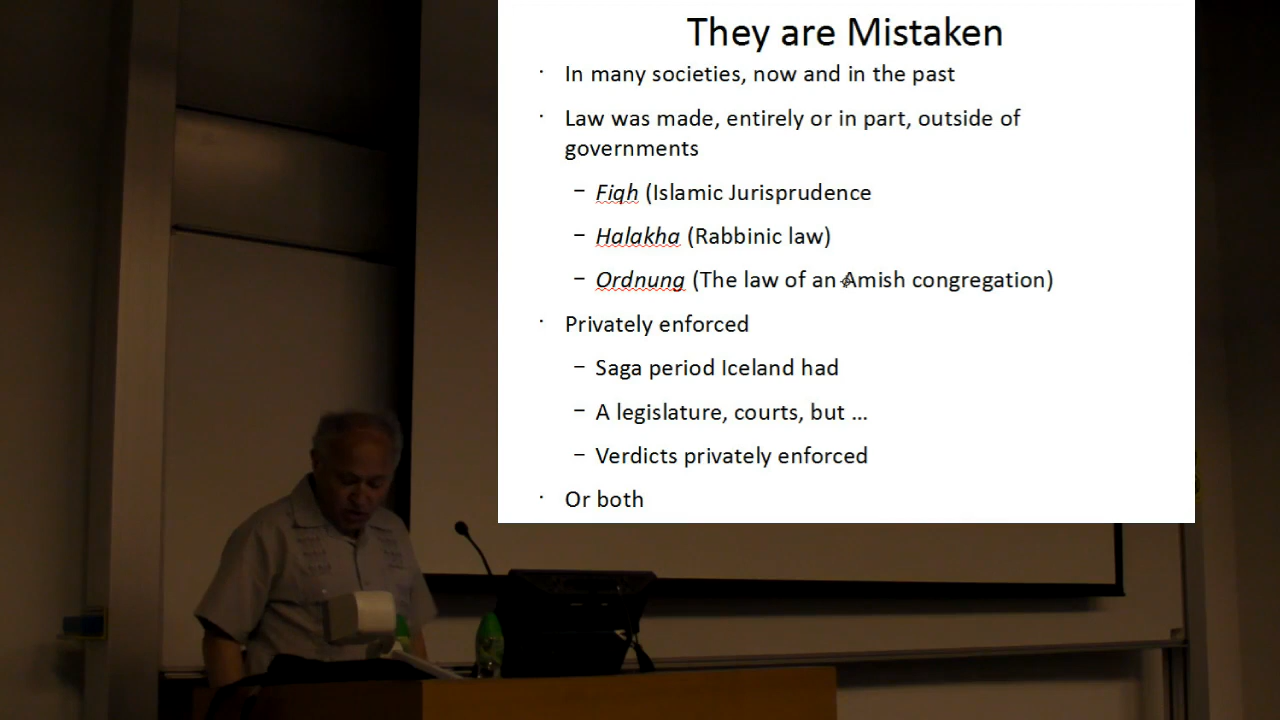 They are Mistaken
· In many societies, now and in the past
· Law was made, entirely or in part, outside of
governments
– Fiqh (Islamic Jurisprudence
– Halakha (Rabbinic law)
– Ordnung (The law of an Amish congregation)
· Privately enforced
– Saga period Iceland had
– A legislature, courts, but …
– Verdicts privately enforced
· Or both